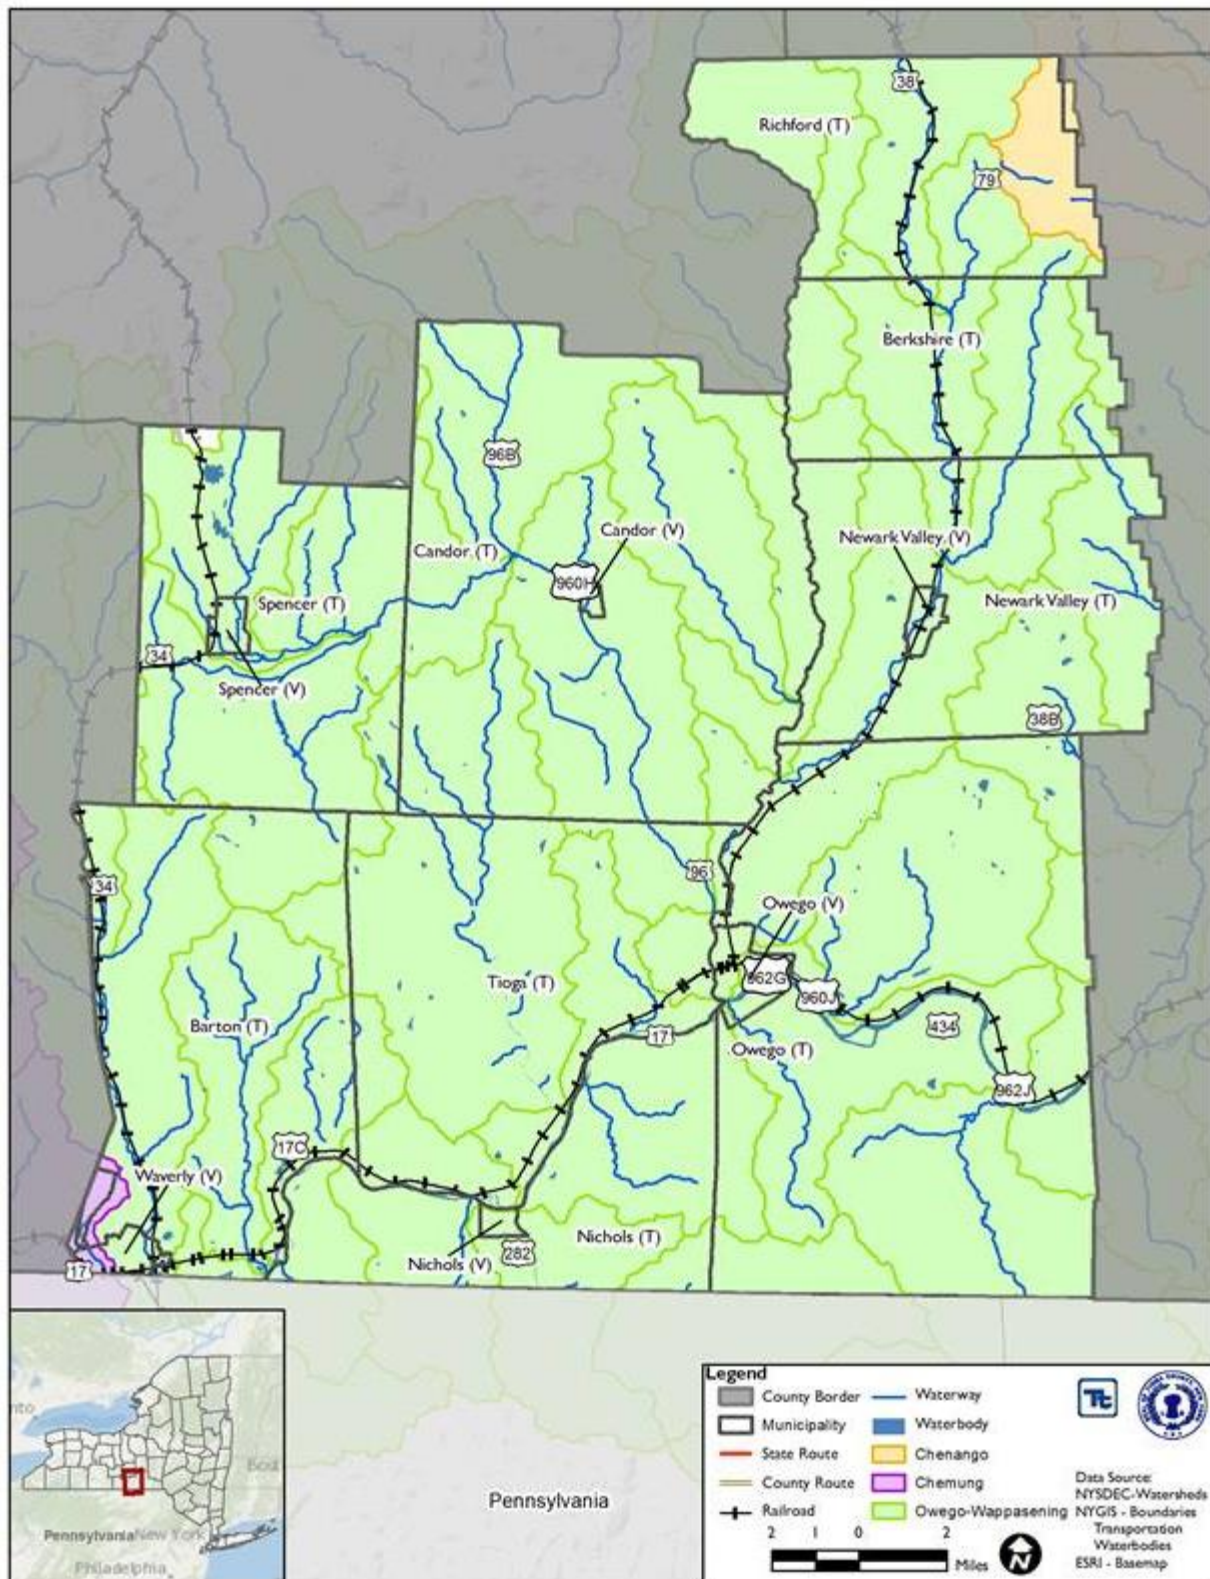 38
Richford (T)
79
Berkshire (T)
96B
Candor (V)
Newark Valley (V)
Candor (T)
960H
Spencer (T)
Newark Valley (T)
34
Spencer (V)
38B
96
34
Owego (V)
962G
Tioga (T)
960J
Barton (T)
17
434
Owego (T)
962J
17C
Waverly (V)
Nichols (T)
Nichols (V)
282
17
Pennsylvania
Pennsylvania
New York
Philadelphia
Legend
County Border
Waterway
Municipality
Waterbody
State Route
Chenango
County Route
Chemung
Railroad
Owego-Wappasening
2 1 0 2
Miles
N
Data Source:
NYSDEC-Watersheds
NYGIS - Boundaries
Transportation
Waterbodies
ESRI - Basemap